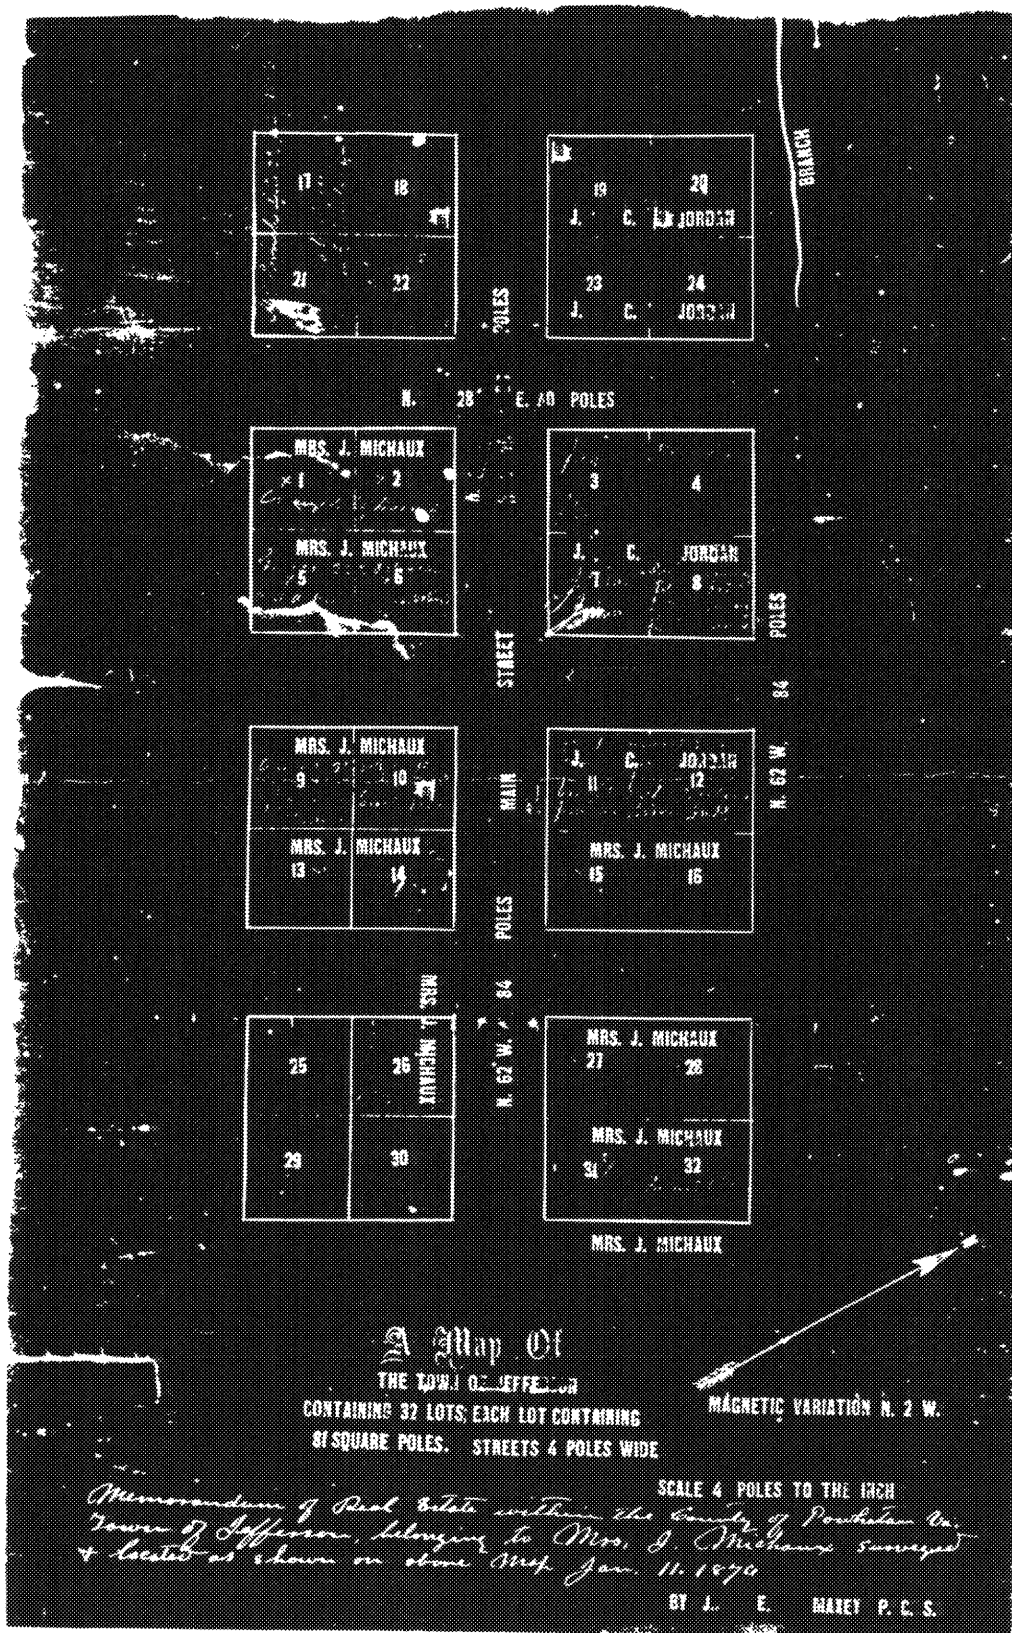 BRANCH
17 18
19 20
J. C. JORDAN
21 22
23 24
J. C. JORDAN
POLES
N. 28° E. 40 POLES
MRS. J. MICHAUX
1 2
3 4
MRS. J. MICHAUX
J. C. JORDAN
5 6
7 8
STREET
N. 62 W. 84 POLES
MRS. J. MICHAUX
J. C. JORDAN
9 10
11 12
MAIN
MRS. J. MICHAUX
MRS. J. MICHAUX
13 14
15 16
N. 62 W. 84 POLES
MRS. J. MICHAUX
MRS. J. MICHAUX
25 26
27 28
MRS. J. MICHAUX
29 30
31 32
MRS. J. MICHAUX
A Map Of
THE TOWN OF JEFFERSON
CONTAINING 32 LOTS, EACH LOT CONTAINING
81 SQUARE POLES. STREETS 4 POLES WIDE
MAGNETIC VARIATION N. 2 W.
SCALE 4 POLES TO THE INCH
Memorandum of Real Estate within the County of Powhatan Va.
Town of Jefferson, belonging to Mrs. J. Michaux surveyed
& located as shown on above Map Jan. 11. 1874
BY J. E. MAXEY P. C. S.